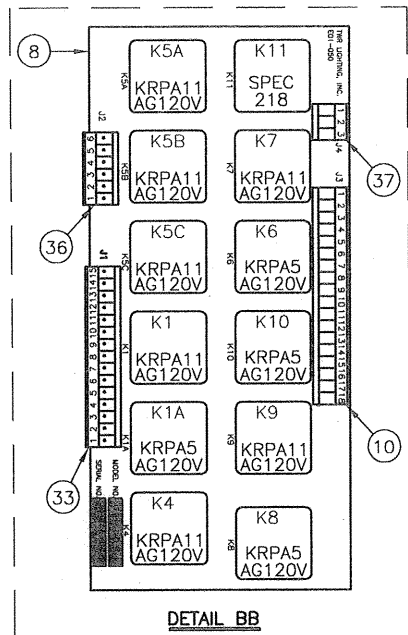 8
K5A
KRPA11
AG120V
K5A
K11
SPEC
218
K11
TWR LIGHTING, INC.
E01-050
J2
6
5
4
3
2
1
K5B
KRPA11
AG120V
K5B
K7
KRPA11
AG120V
K7
1
2
3
J4
37
36
K5C
KRPA11
AG120V
K5C
K6
KRPA5
AG120V
K6
J3
1
2
3
4
5
6
7
8
9
10
11
12
13
14
15
16
17
18
J1
15
14
13
12
11
10
9
8
7
6
5
4
3
2
1
K1
KRPA11
AG120V
K1
K10
KRPA5
AG120V
K10
K1A
KRPA5
AG120V
K1A
K9
KRPA11
AG120V
K9
10
33
SERIAL NO.
MODEL NO.
K4
KRPA11
AG120V
K4
K8
KRPA5
AG120V
K8
DETAIL BB